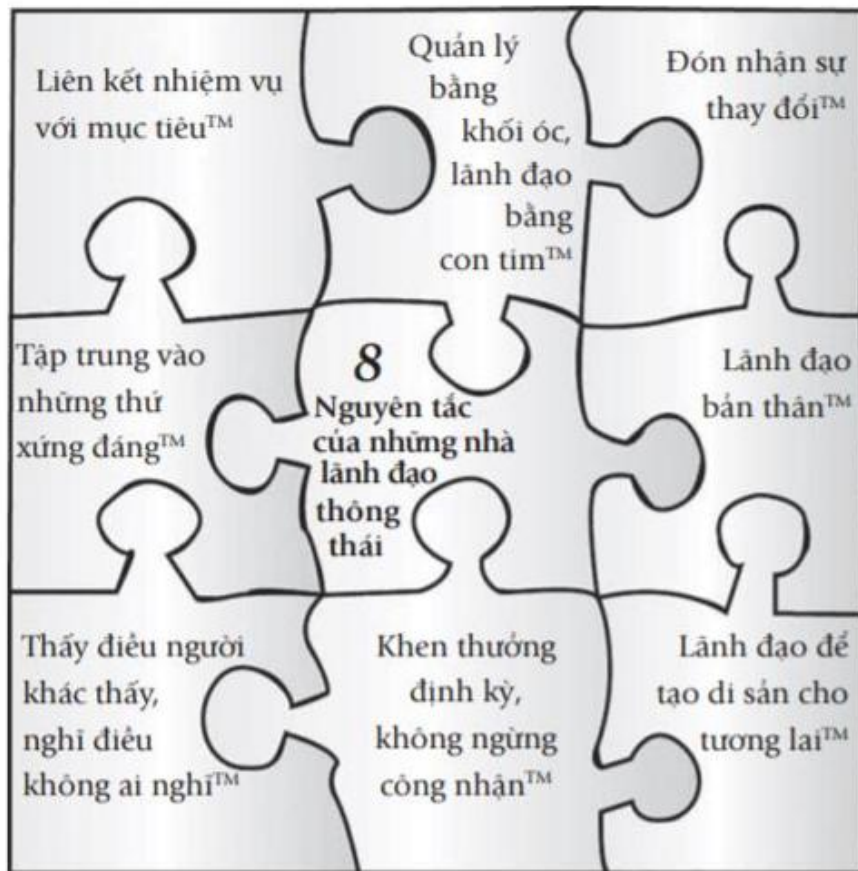 Liên kết nhiệm vụ
với mục tiêu™
Quản lý
bằng
khối óc,
lãnh đạo
bằng
con tim™
Đón nhận sự
thay đổi™
Tập trung vào
những thứ
xứng đáng™
8
Nguyên tắc
của những nhà
lãnh đạo
thông
thái
Lãnh đạo
bản thân™
Thấy điều người
khác thấy,
nghĩ điều
không ai nghĩ™
Khen thưởng
định kỳ,
không ngừng
công nhận™
Lãnh đạo để
tạo di sản cho
tương lai™